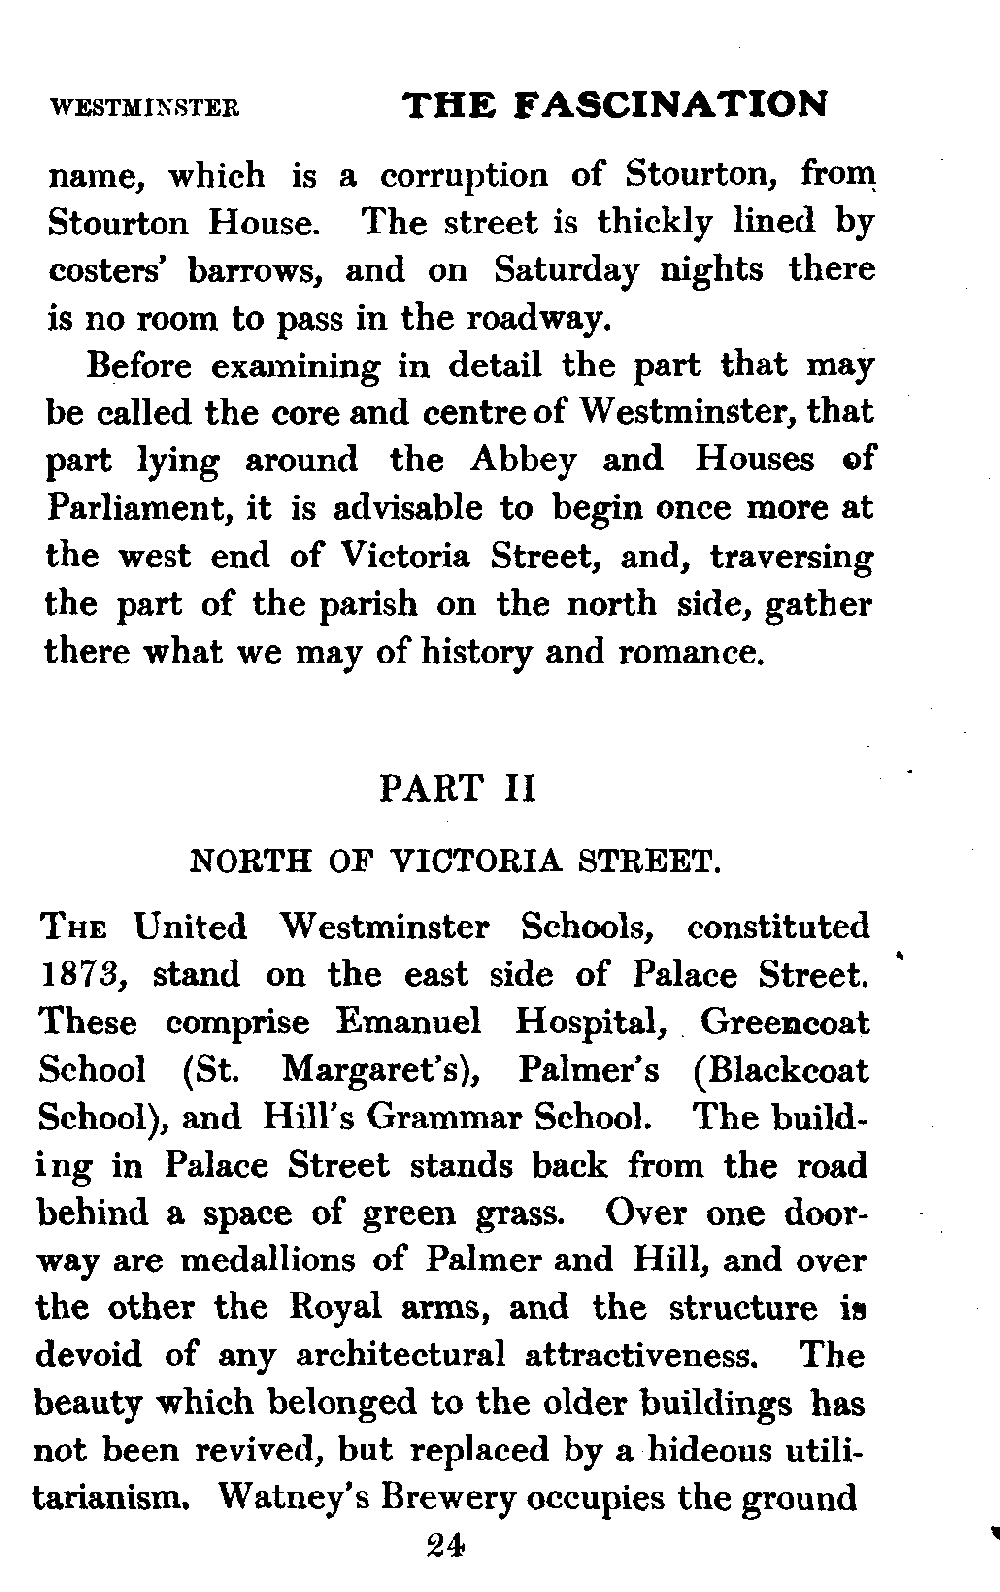 WESTMINSTER THE FASCINATION
name, which is a corruption of Stourton, from
Stourton House. The street is thickly lined by
costers' barrows, and on Saturday nights there
is no room to pass in the roadway.
Before examining in detail the part that may
be called the core and centre of Westminster, that
part lying around the Abbey and Houses of
Parliament, it is advisable to begin once more at
the west end of Victoria Street, and, traversing
the part of the parish on the north side, gather
there what we may of history and romance.
PART II
NORTH OF VICTORIA STREET.
THE United Westminster Schools, constituted
1873, stand on the east side of Palace Street.
These comprise Emanuel Hospital, Greencoat
School (St. Margaret's), Palmer's (Blackcoat
School), and Hill's Grammar School. The build-
ing in Palace Street stands back from the road
behind a space of green grass. Over one door-
way are medallions of Palmer and Hill, and over
the other the Royal arms, and the structure is
devoid of any architectural attractiveness. The
beauty which belonged to the older buildings has
not been revived, but replaced by a hideous utili-
tarianism. Watney's Brewery occupies the ground
24